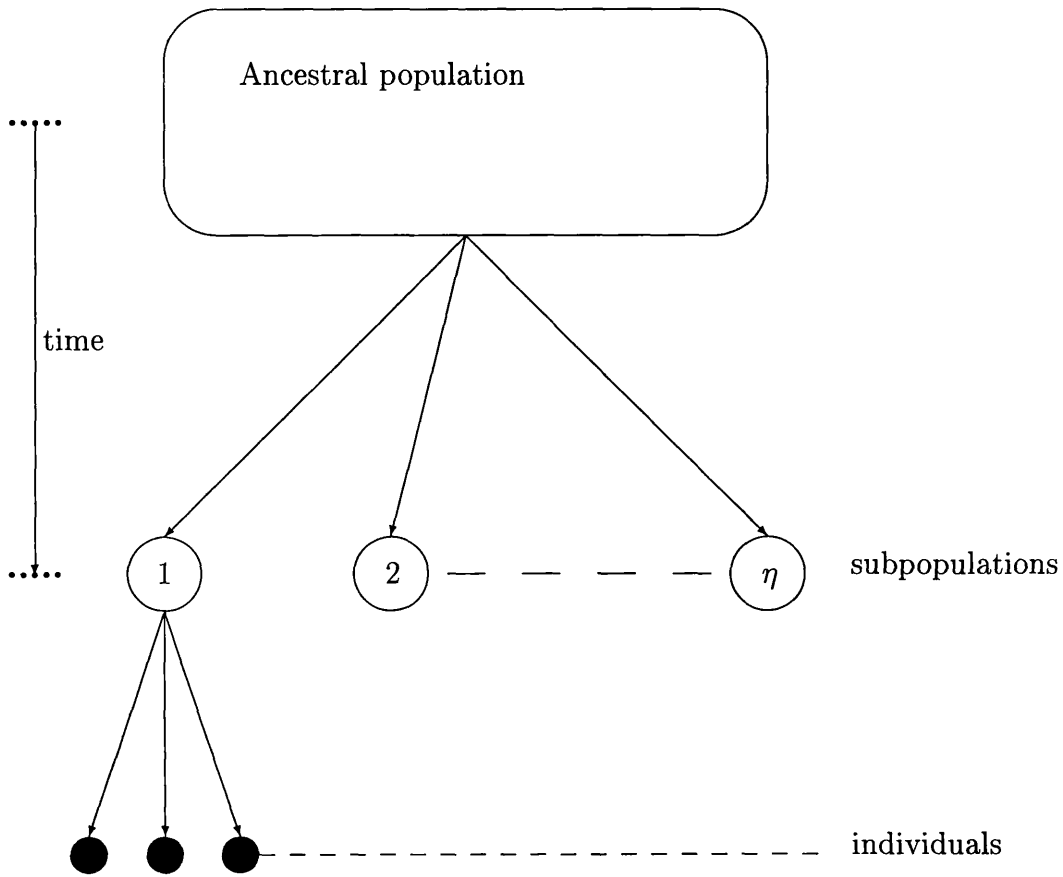 Ancestral population
time
1
2
η
subpopulations
individuals